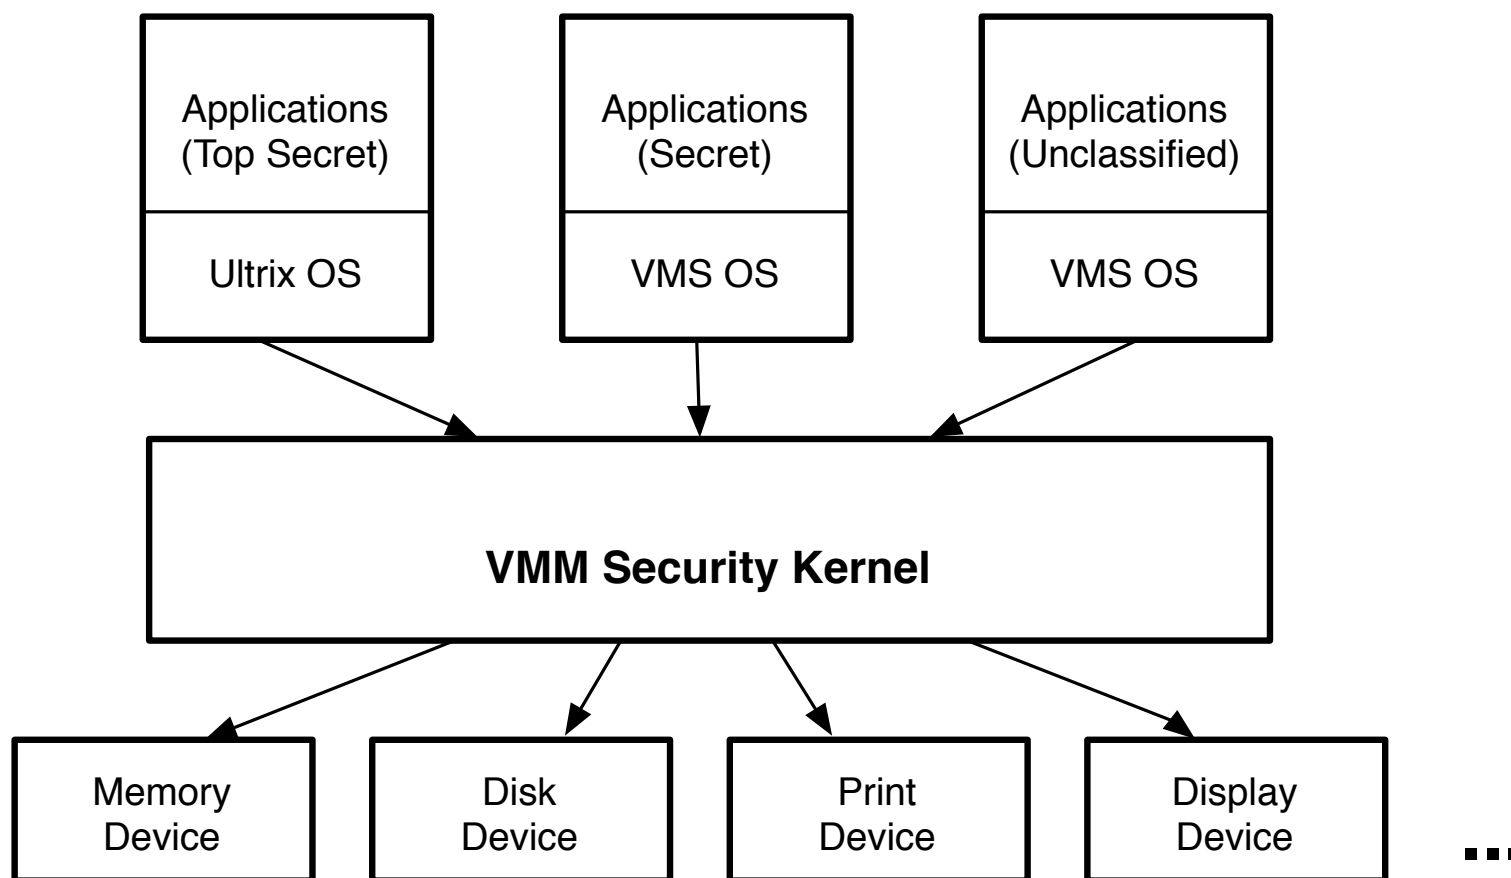 Applications
(Top Secret)
Ultrix OS
Applications
(Secret)
VMS OS
Applications
(Unclassified)
VMS OS
VMM Security Kernel
Memory
Device
Disk
Device
Print
Device
Display
Device
...